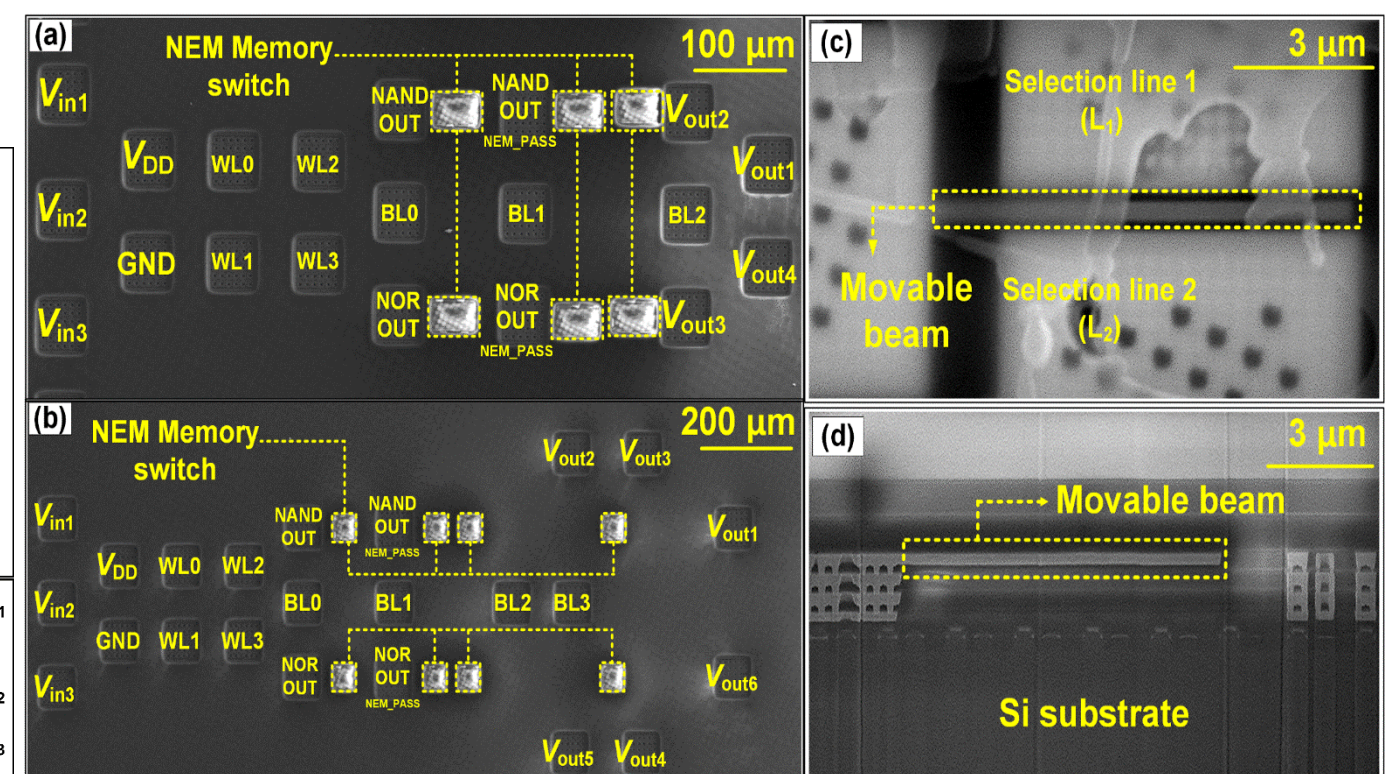 (a)
NEM Memory
switch
100 µm
Vin1
Vin2
Vin3
VDD
GND
WL0
WL2
WL1
WL3
NAND
OUT
NAND
OUT
NEM_PASS
BL0
BL1
BL2
NOR
OUT
NOR
OUT
NEM_PASS
Vout2
Vout1
Vout4
Vout3
(b)
NEM Memory
switch
200 µm
Vin1
Vin2
Vin3
VDD
WL0
WL2
GND
WL1
WL3
NAND
OUT
NAND
OUT
NEM_PASS
BL0
BL1
BL2
BL3
NOR
OUT
NOR
OUT
NEM_PASS
Vout2
Vout3
Vout1
Vout6
Vout5
Vout4
(c)
3 µm
Selection line 1
(L1)
Movable
beam
Selection line 2
(L2)
(d)
3 µm
Movable beam
Si substrate
1
2
3